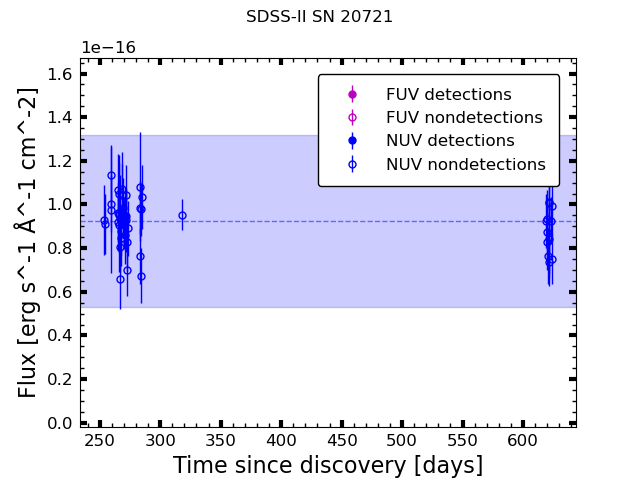 SDSS-II SN 20721
1e−16
FUV detections
FUV nondetections
NUV detections
NUV nondetections
1.6
1.4
1.2
1.0
0.8
0.6
0.4
0.2
0.0
Flux [erg s^-1 Å^-1 cm^-2]
250 300 350 400 450 500 550 600
Time since discovery [days]